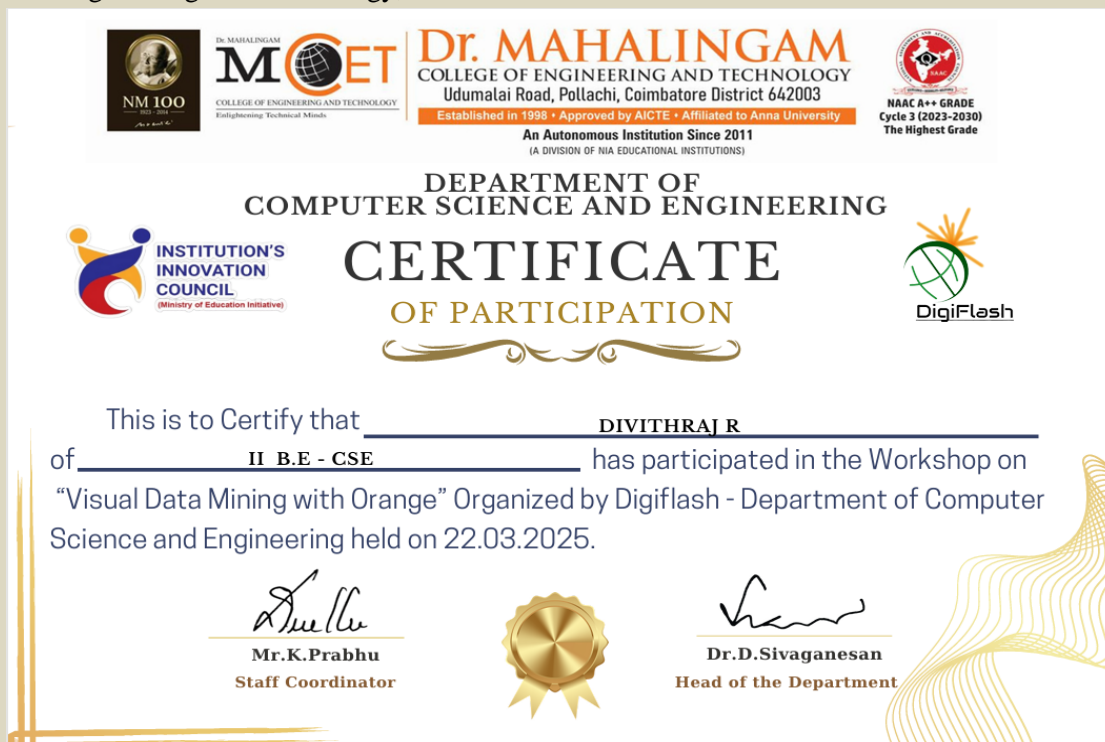 Dr. MAHALINGAM
MCET
COLLEGE OF ENGINEERING AND TECHNOLOGY
Enlightening Technical Minds
NM 100
1923 - 2014
Dr. MAHALINGAM
COLLEGE OF ENGINEERING AND TECHNOLOGY
Udumalai Road, Pollachi, Coimbatore District 642003
Established in 1998 • Approved by AICTE • Affiliated to Anna University
An Autonomous Institution Since 2011
(A DIVISION OF NIA EDUCATIONAL INSTITUTIONS)
NAAC
NAAC A++ GRADE
Cycle 3 (2023-2030)
The Highest Grade
DEPARTMENT OF
COMPUTER SCIENCE AND ENGINEERING
INSTITUTION'S
INNOVATION
COUNCIL
(Ministry of Education Initiative)
CERTIFICATE
OF PARTICIPATION
DigiFlash
This is to Certify that DIVITHRAJ R
of II B.E - CSE has participated in the Workshop on
“Visual Data Mining with Orange” Organized by Digiflash - Department of Computer
Science and Engineering held on 22.03.2025.
Mr.K.Prabhu
Staff Coordinator
Dr.D.Sivaganesan
Head of the Department